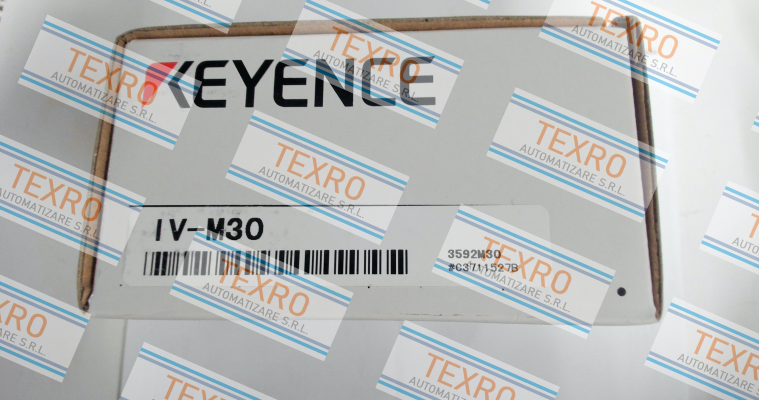 KEYENCE
IV-M30
3592M30
#C3711527B
TEXRO
AUTOMATIZARE S.R.L.